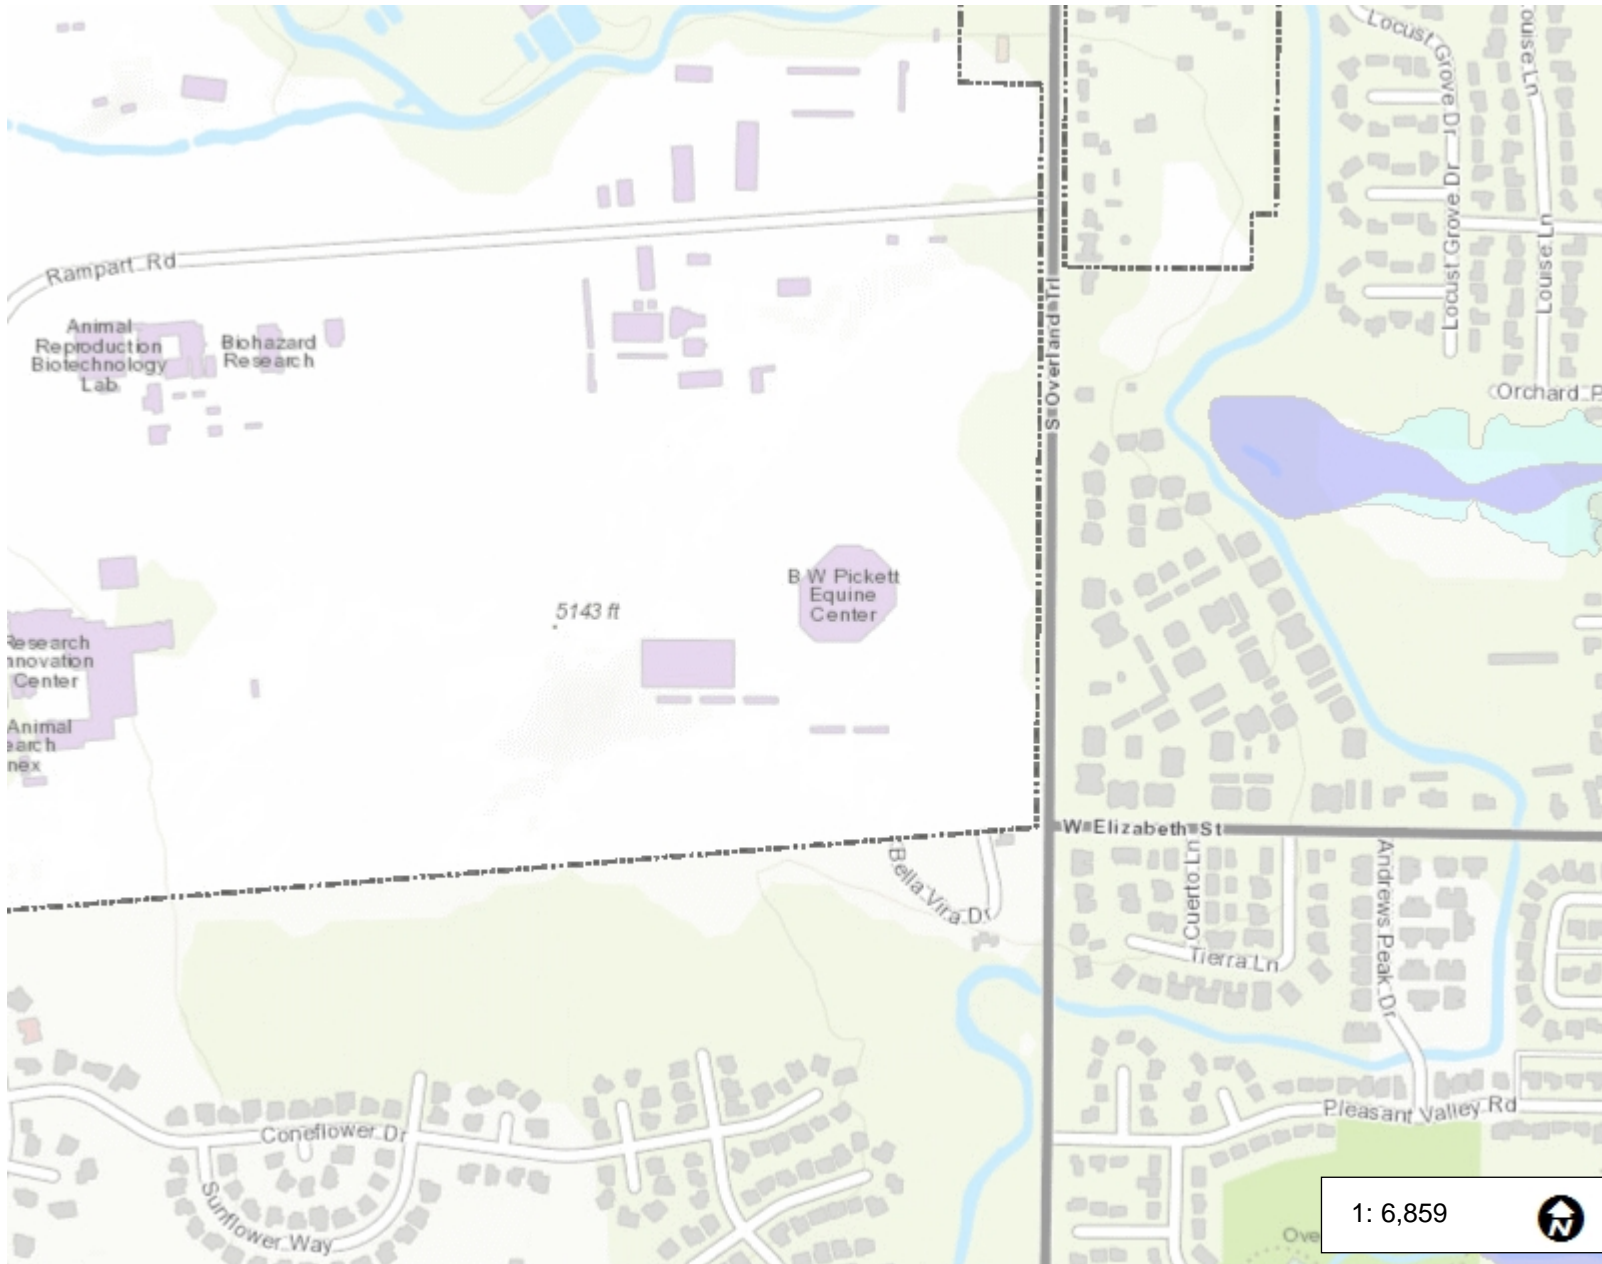 Locust Grove Dr
ouise Ln
Locust Grove Dr
Louise Ln
Rampart Rd
S Overland Trl
Animal
Reproduction
Biotechnology
Lab
Biohazard
Research
Orchard P
B W Pickett
Equine
Center
5143 ft
Research
nnovation
Center
Animal
earch
nex
W Elizabeth St
Bella Vira Dr
Cuerto Ln
Tierra Ln
Andrews Peak Dr
Coneflower Dr
Pleasant Valley Rd
Sunflower Way
1: 6,859
N
Ove